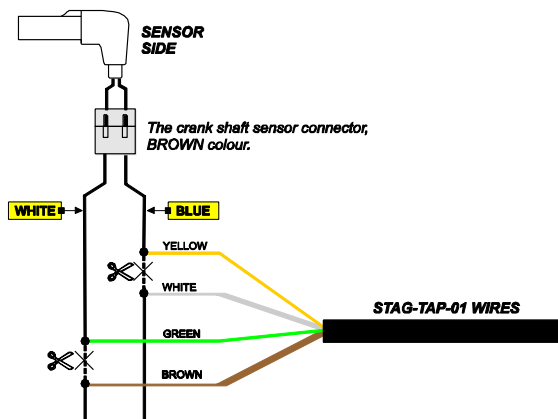 SENSOR
SIDE
The crank shaft sensor connector,
BROWN colour.
WHITE
BLUE
YELLOW
WHITE
STAG-TAP-01 WIRES
GREEN
BROWN